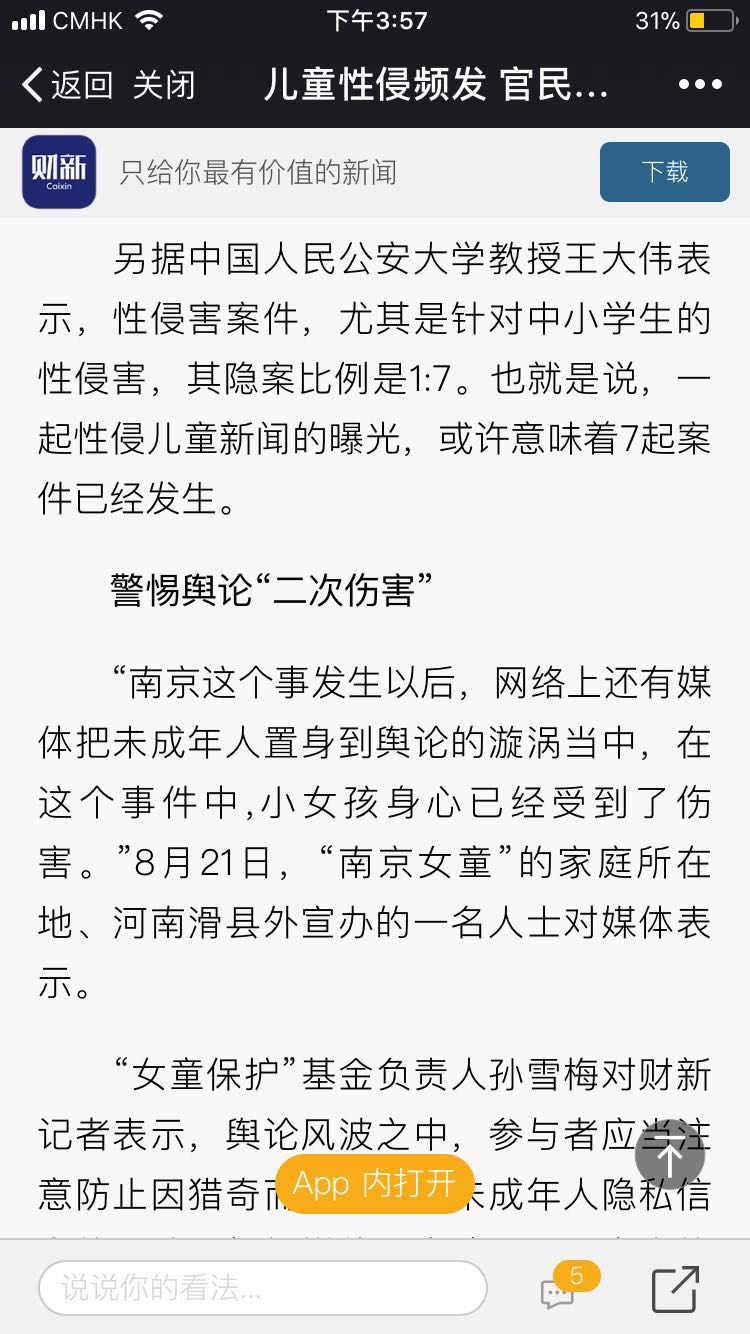 CMHK 下午3:57 31%
返回 关闭 儿童性侵频发 官民...
财新
Caixin
只给你最有价值的新闻
下载
另据中国人民公安大学教授王大伟表
示，性侵害案件，尤其是针对中小学生的
性侵害，其隐案比例是1:7。也就是说，一
起性侵儿童新闻的曝光，或许意味着7起案
件已经发生。
警惕舆论“二次伤害”
“南京这个事发生以后，网络上还有媒
体把未成年人置身到舆论的漩涡当中，在
这个事件中,小女孩身心已经受到了伤
害。”8月21日，“南京女童”的家庭所在
地、河南滑县外宣办的一名人士对媒体表
示。
“女童保护”基金负责人孙雪梅对财新
记者表示，舆论风波之中，参与者应当注
意防止因猎奇而 未成年人隐私信
App 内打开
说说你的看法...
5